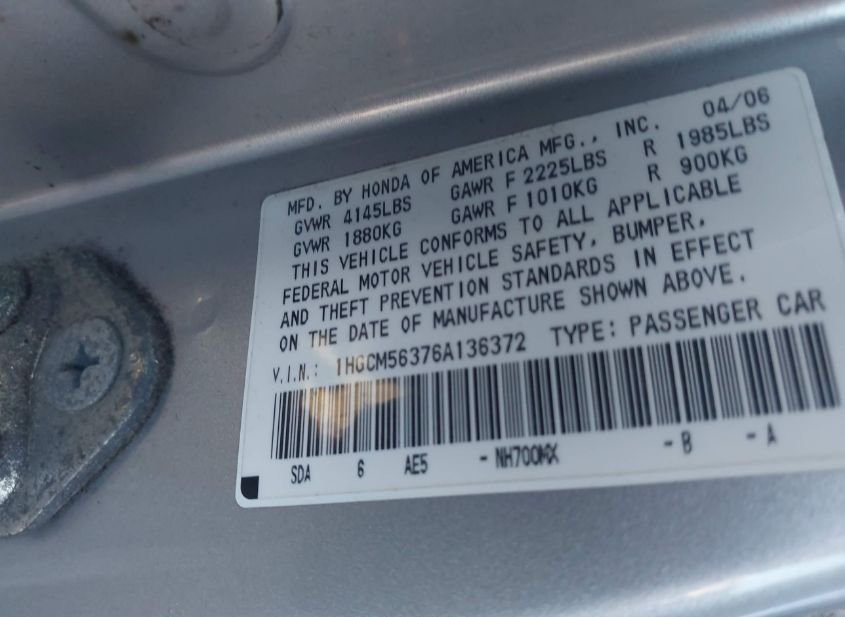 MFD. BY HONDA OF AMERICA MFG., INC. 04/06
GVWR 4145LBS GAWR F 2225LBS R 1985LBS
GVWR 1880KG GAWR F 1010KG R 900KG
THIS VEHICLE CONFORMS TO ALL APPLICABLE
FEDERAL MOTOR VEHICLE SAFETY, BUMPER,
AND THEFT PREVENTION STANDARDS IN EFFECT
ON THE DATE OF MANUFACTURE SHOWN ABOVE.
V.I.N.: 1HGCM56376A136372 TYPE: PASSENGER CAR
SDA 6 AE5 - NH700MX - B - A